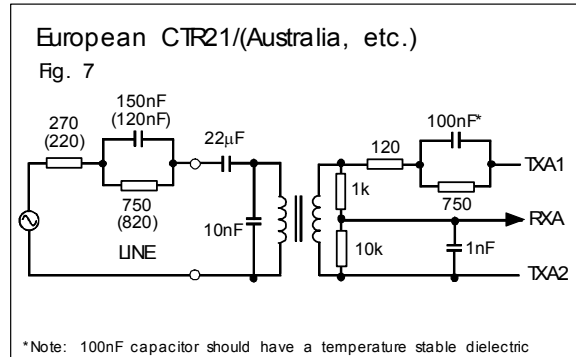 European CTR21/(Australia, etc.)
Fig. 7
150nF
(120nF)
270
(220)
22µF
750
(820)
10nF
LINE
120
100nF*
750
TXA1
1k
RXA
10k
1nF
TXA2
*Note: 100nF capacitor should have a temperature stable dielectric